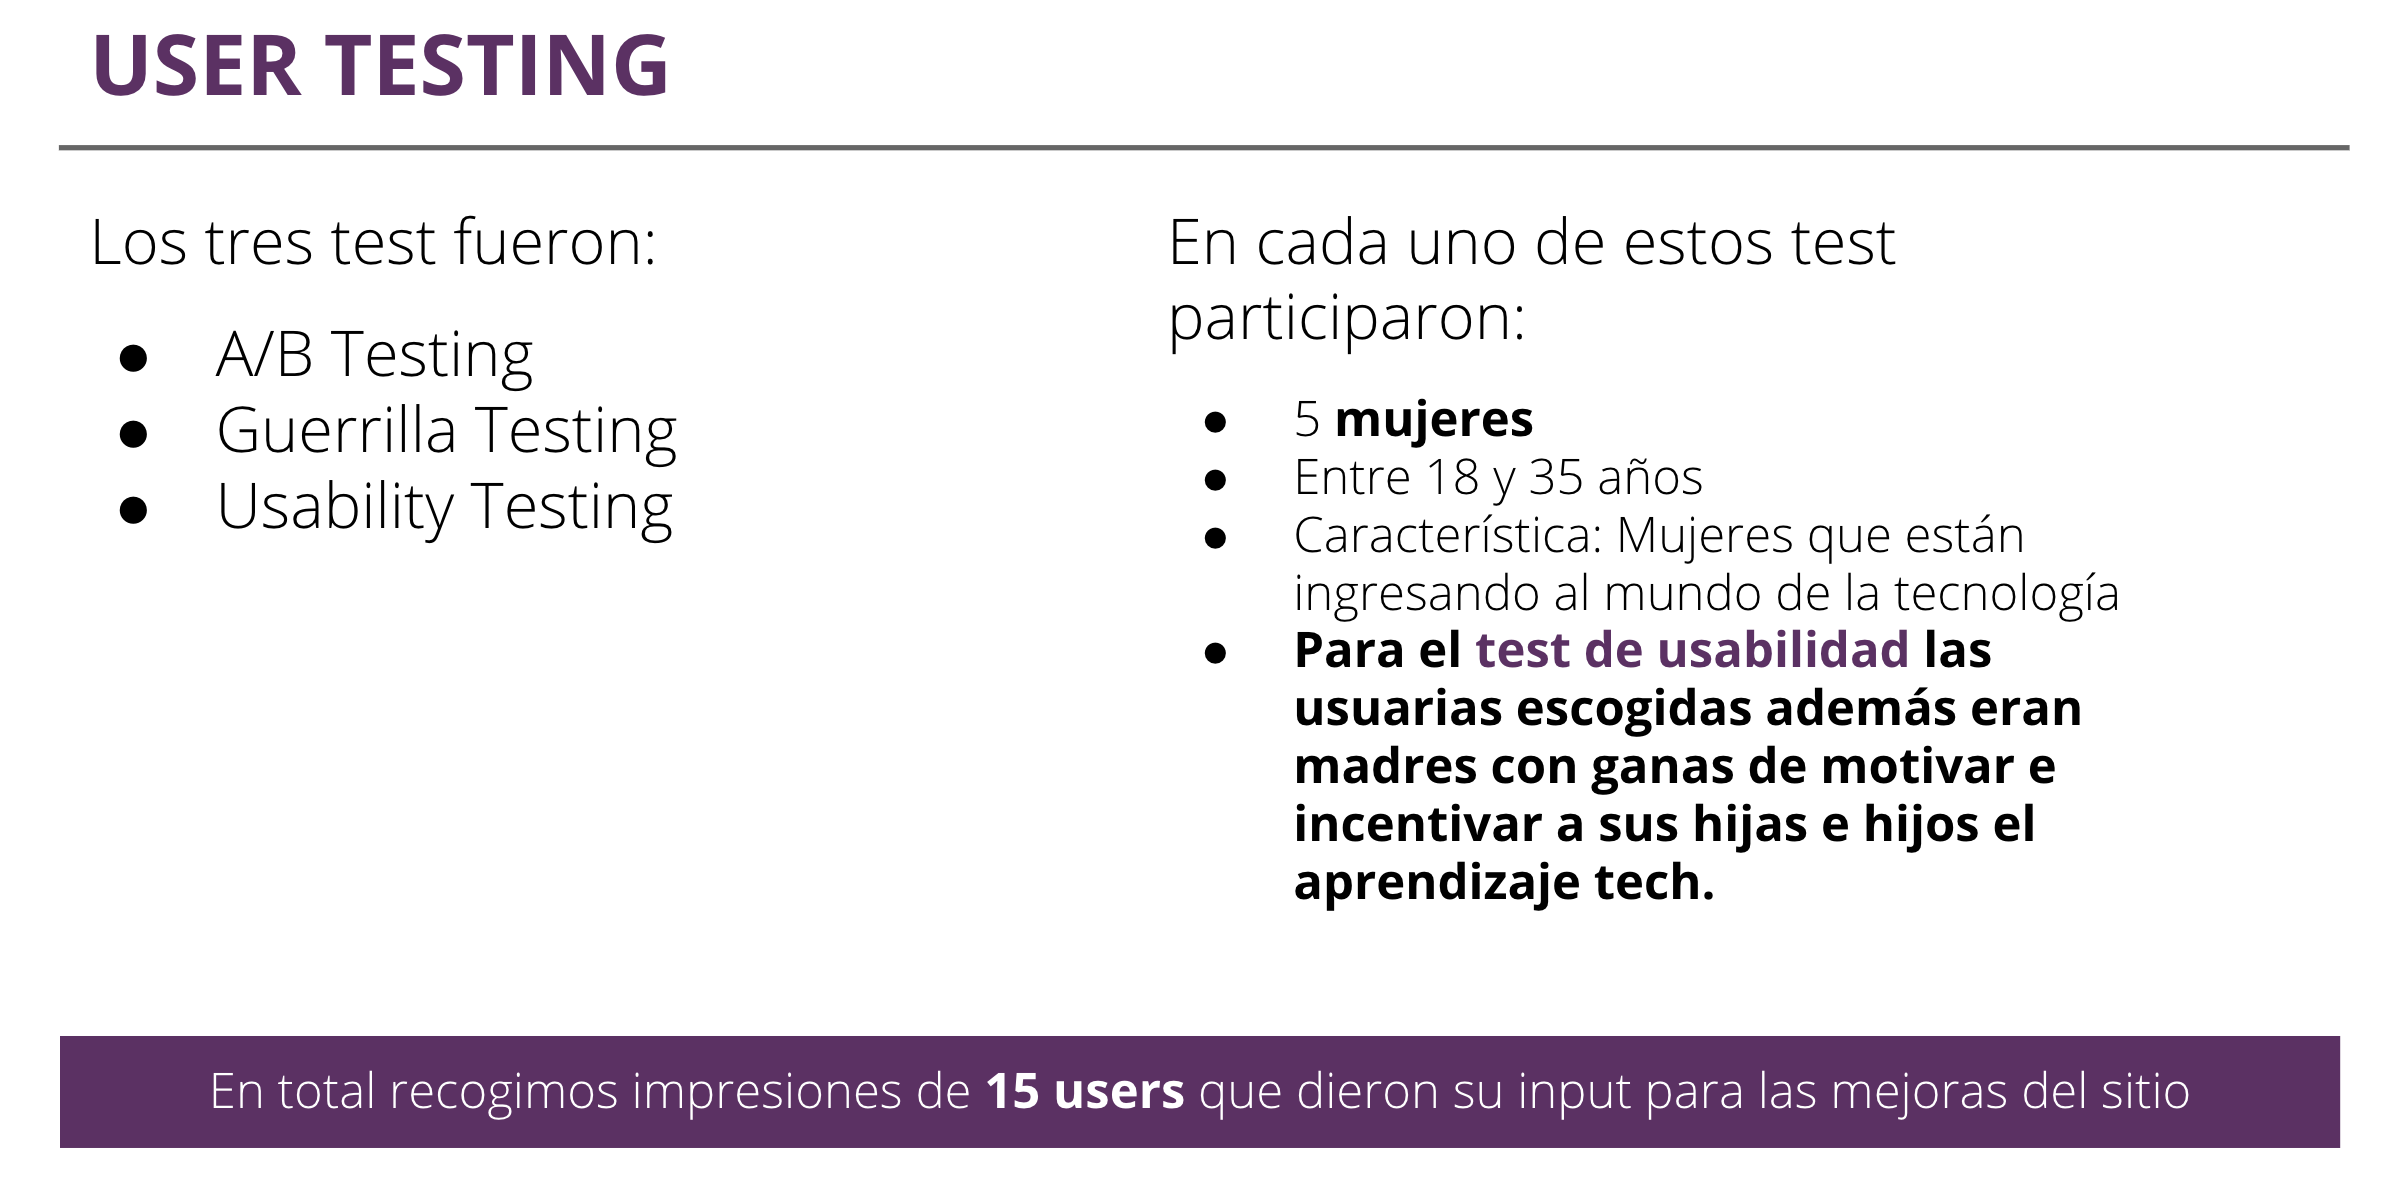 USER TESTING
Los tres test fueron:
● A/B Testing
● Guerrilla Testing
● Usability Testing
En cada uno de estos test
participaron:
● 5 mujeres
● Entre 18 y 35 años
● Característica: Mujeres que están
ingresando al mundo de la tecnología
● Para el test de usabilidad las
usuarias escogidas además eran
madres con ganas de motivar e
incentivar a sus hijas e hijos el
aprendizaje tech.
En total recogimos impresiones de 15 users que dieron su input para las mejoras del sitio